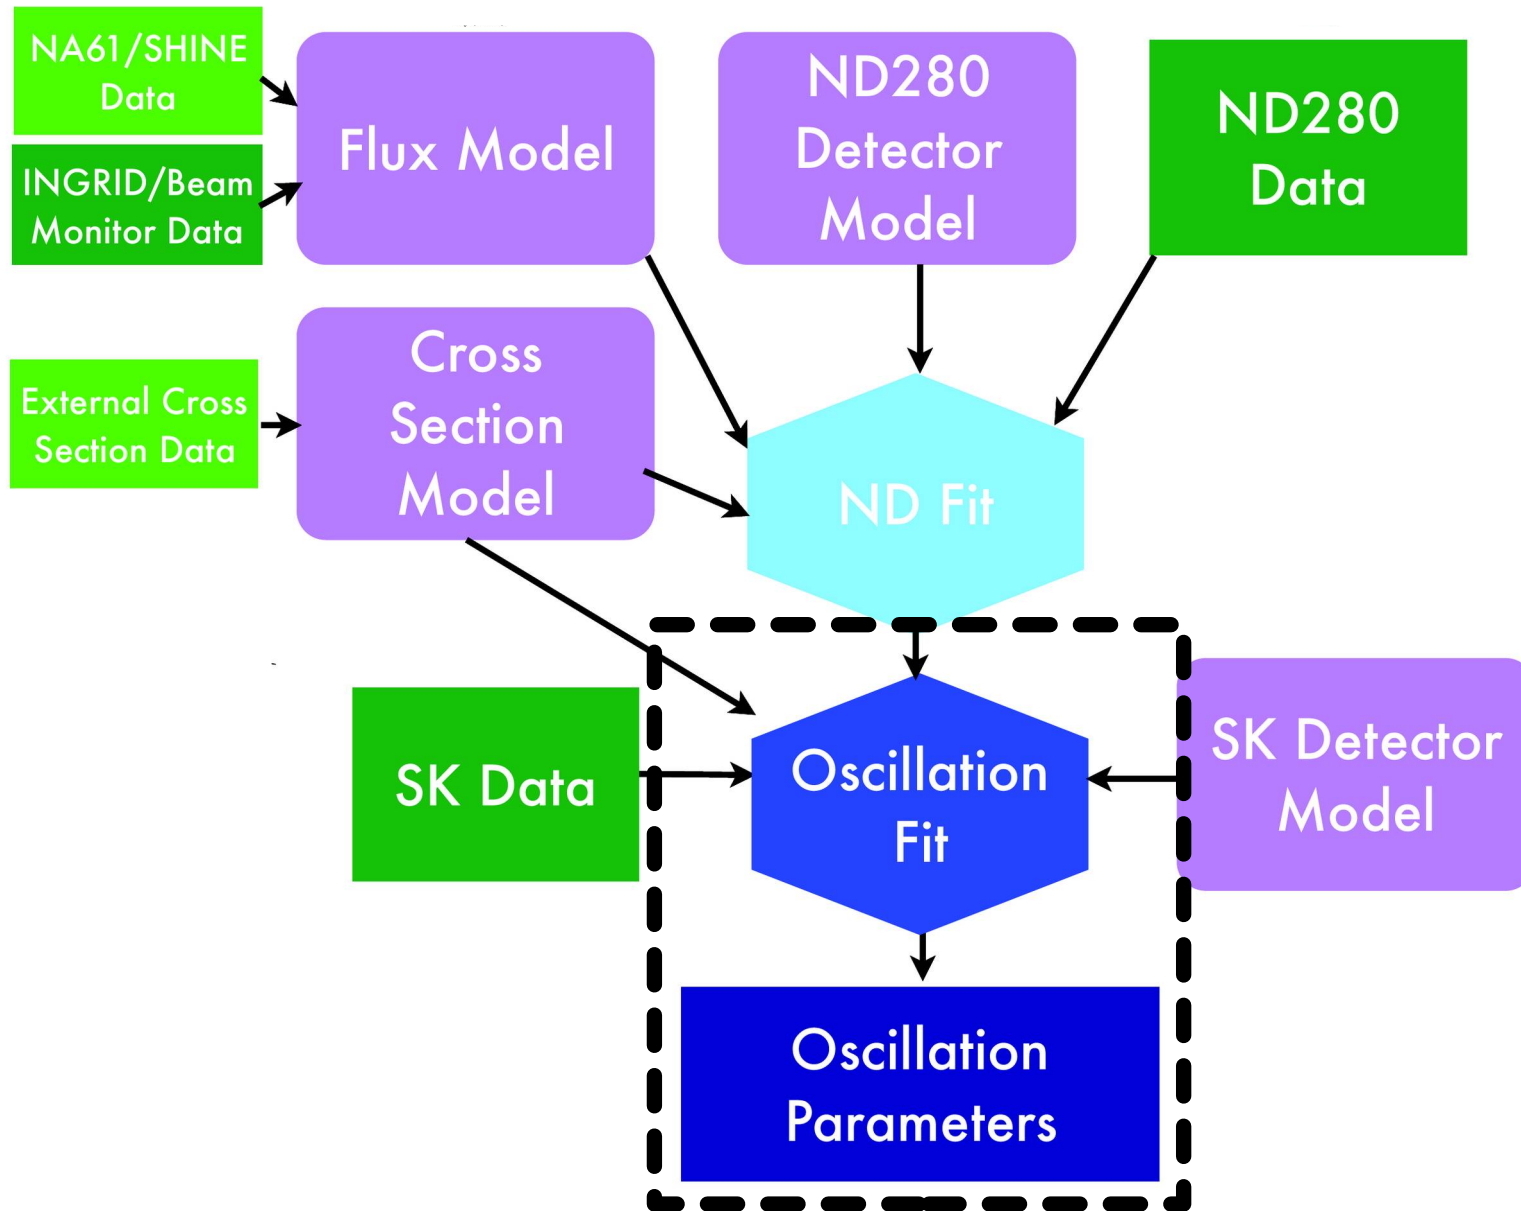 NA61/SHINE
Data
INGRID/Beam
Monitor Data
Flux Model
ND280
Detector
Model
ND280
Data
External Cross
Section Data
Cross
Section
Model
ND Fit
SK Data
Oscillation
Fit
SK Detector
Model
Oscillation
Parameters